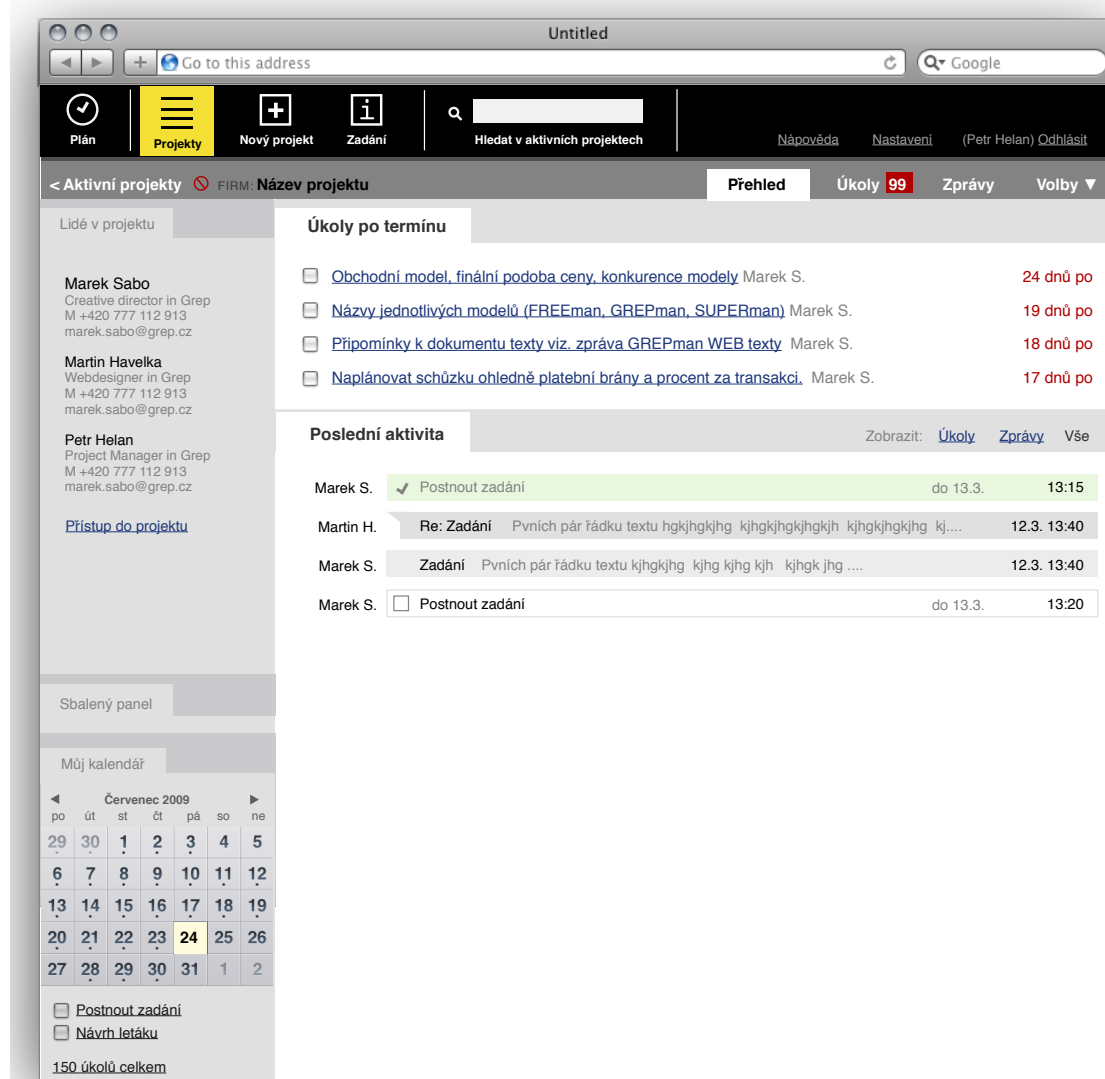 Untitled
Go to this address
Google
Plán
Projekty
Nový projekt
Zadání
Hledat v aktivních projektech
Nápověda
Nastavení
(Petr Helan) Odhlásit
< Aktivní projekty FIRM: Název projektu
Přehled
Úkoly 99
Zprávy
Volby ▼
Lidé v projektu
Marek Sabo
Creative director in Grep
M +420 777 112 913
marek.sabo@grep.cz
Martin Havelka
Webdesigner in Grep
M +420 777 112 913
marek.sabo@grep.cz
Petr Helan
Project Manager in Grep
M +420 777 112 913
marek.sabo@grep.cz
Přístup do projektu
Úkoly po termínu
Obchodní model, finální podoba ceny, konkurence modely Marek S. 24 dnů po
Názvy jednotlivých modelů (FREEman, GREPman, SUPERman) Marek S. 19 dnů po
Připomínky k dokumentu texty viz. zpráva GREPman WEB texty Marek S. 18 dnů po
Naplánovat schůzku ohledně platební brány a procent za transakci. Marek S. 17 dnů po
Poslední aktivita
Zobrazit: Úkoly Zprávy Vše
Marek S. Postnout zadání do 13.3. 13:15
Martin H. Re: Zadání Pvních pár řádku textu hgkjhgkjhg kjhgkjhgkjhgkjh kjhgkjhgkjhg kj.... 12.3. 13:40
Marek S. Zadání Pvních pár řádku textu kjhgkjhg kjhg kjhg kjh kjhgk jhg .... 12.3. 13:40
Marek S. Postnout zadání do 13.3. 13:20
Sbalený panel
Můj kalendář
Červenec 2009
po út st čt pá so ne
29 30 1 2 3 4 5
6 7 8 9 10 11 12
13 14 15 16 17 18 19
20 21 22 23 24 25 26
27 28 29 30 31 1 2
Postnout zadání
Návrh letáku
150 úkolů celkem